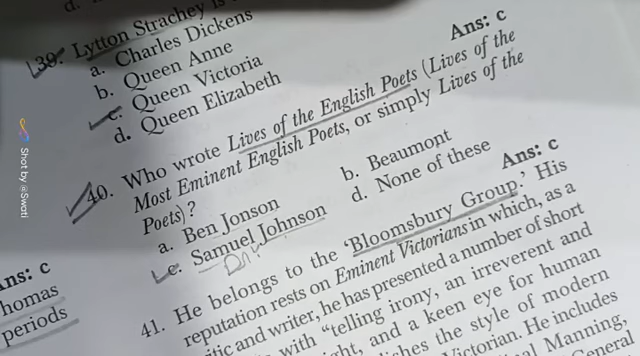 39. Lytton Strachey is
a. Charles Dickens
b. Queen Anne
c. Queen Victoria
d. Queen Elizabeth
Ans: c
40. Who wrote Lives of the English Poets (Lives of the
Most Eminent English Poets, or simply Lives of the
Poets)?
a. Ben Jonson
b. Beaumont
c. Samuel Johnson
d. None of these
Dr.
Ans: c
41. He belongs to the ‘Bloomsbury Group.’ His
reputation rests on Eminent Victorians in which, as a
critic and writer, he has presented a number of short
with “telling irony, an irreverent and
and a keen eye for human
the style of modern
Victorian. He includes
Manning,
General
Ans: c
homas
periods
Shot by @Swati